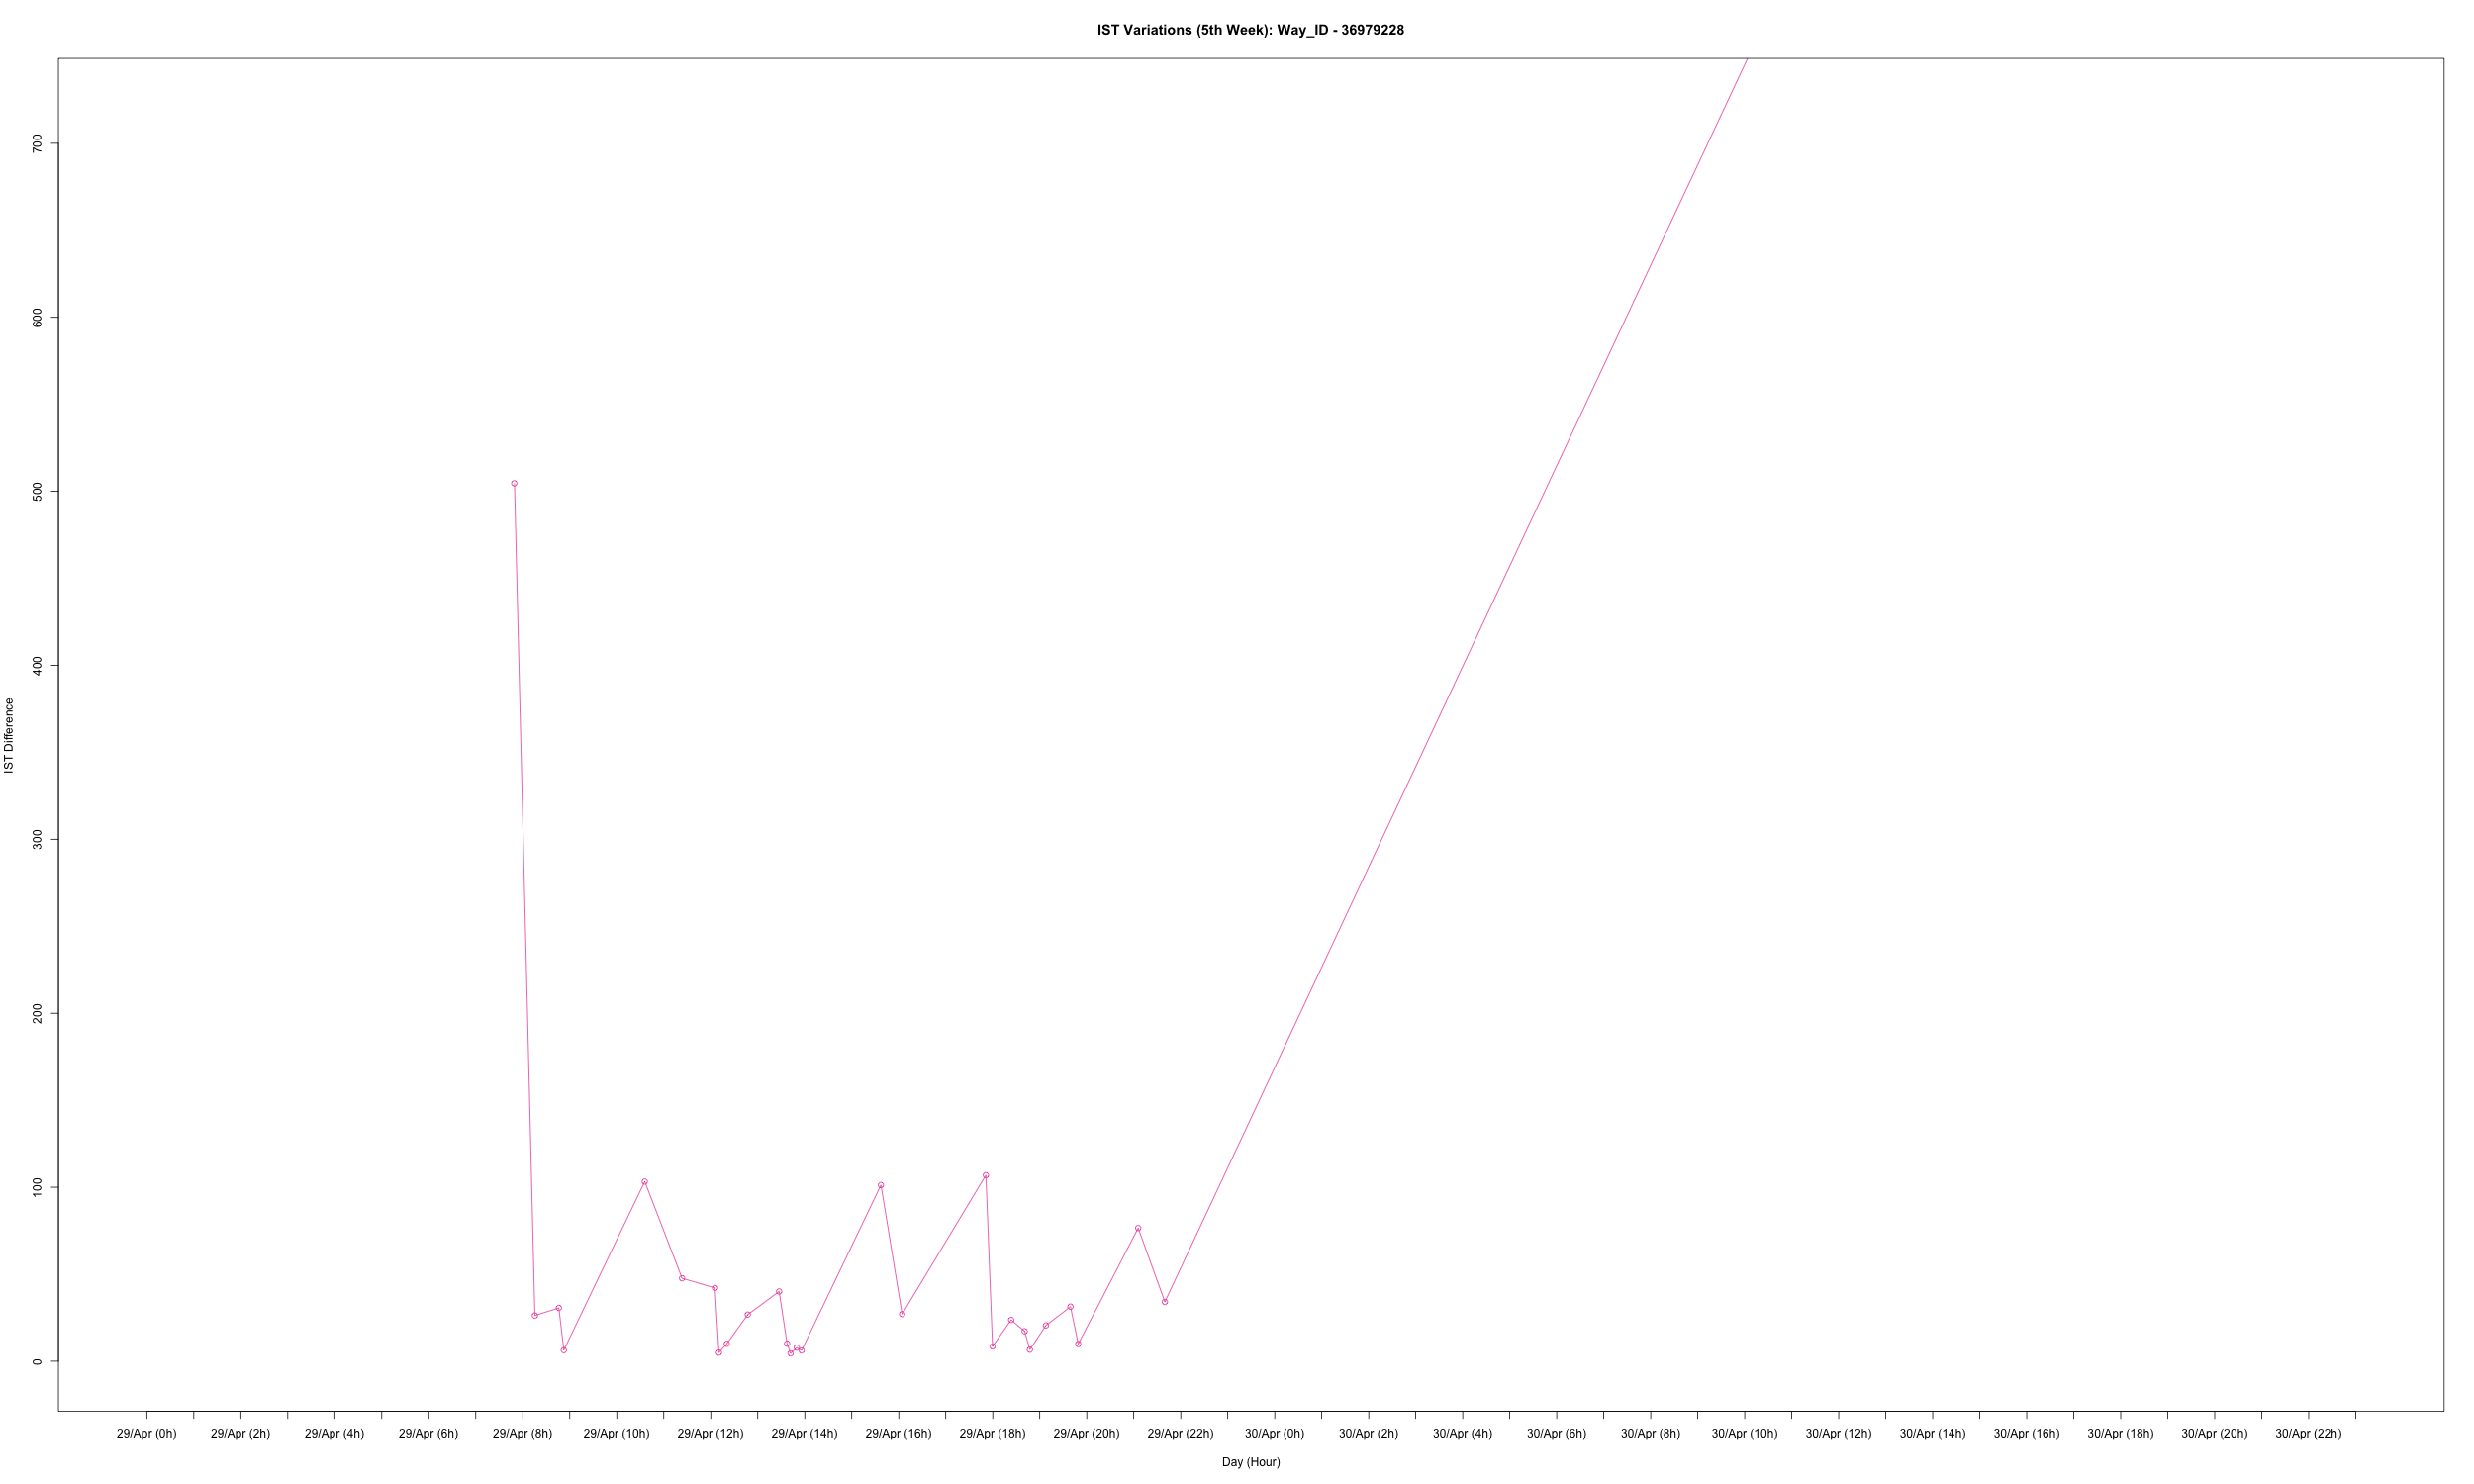 IST Variations (5th Week): Way_ID - 36979228
IST Difference
700
600
500
400
300
200
100
0
29/Apr (0h) 29/Apr (2h) 29/Apr (4h) 29/Apr (6h) 29/Apr (8h) 29/Apr (10h) 29/Apr (12h) 29/Apr (14h) 29/Apr (16h) 29/Apr (18h) 29/Apr (20h) 29/Apr (22h) 30/Apr (0h) 30/Apr (2h) 30/Apr (4h) 30/Apr (6h) 30/Apr (8h) 30/Apr (10h) 30/Apr (12h) 30/Apr (14h) 30/Apr (16h) 30/Apr (18h) 30/Apr (20h) 30/Apr (22h)
Day (Hour)